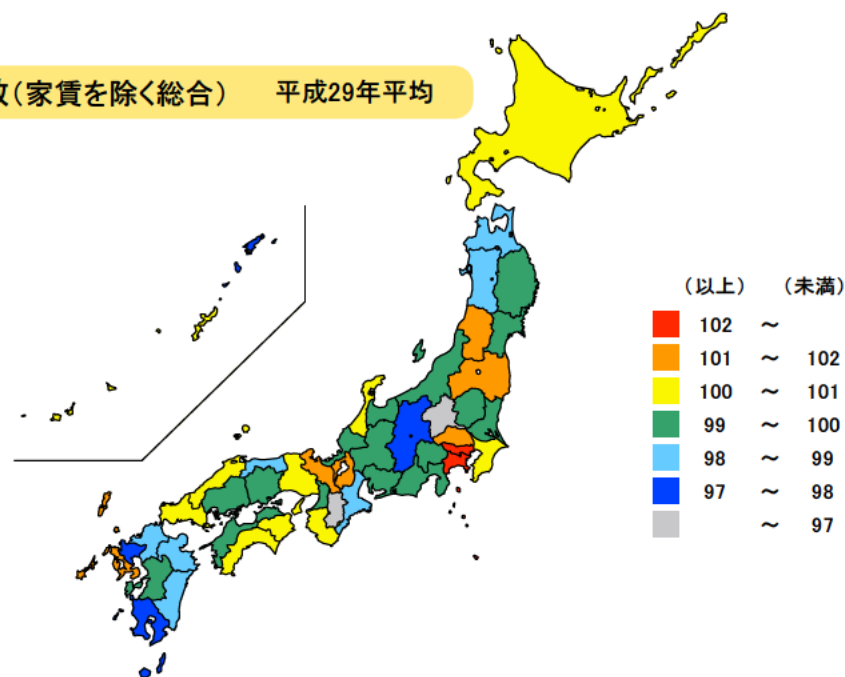 数(家賃を除く総合) 平成29年平均
(以上) (未満)
102 ～
101 ～ 102
100 ～ 101
99 ～ 100
98 ～ 99
97 ～ 98
～ 97